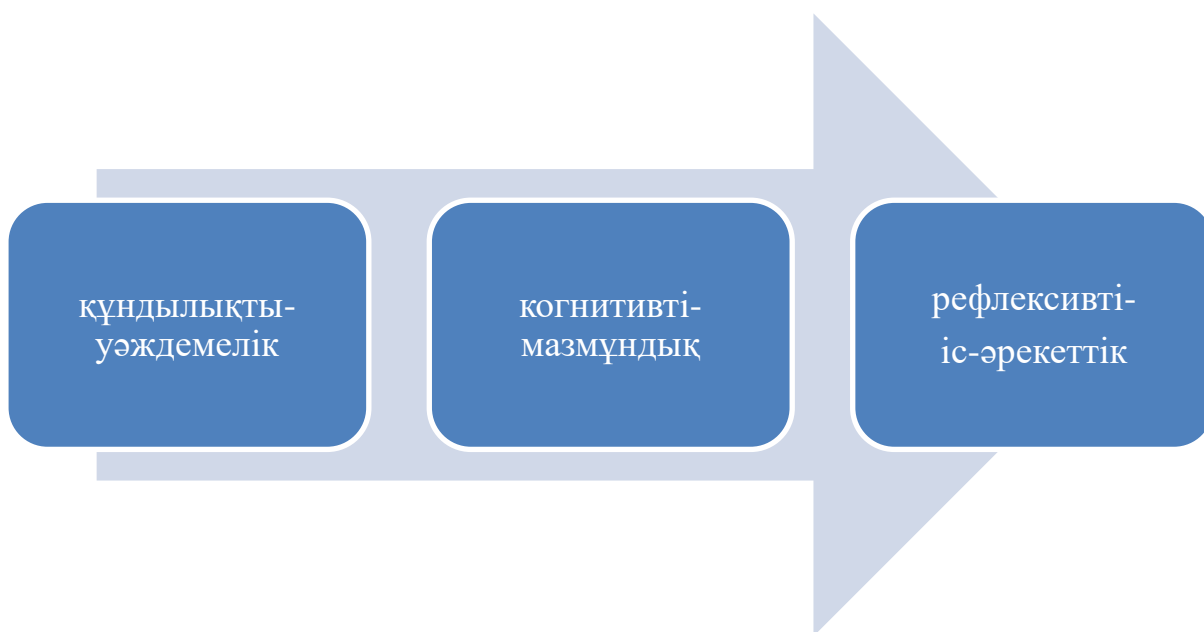 құндылықты-
уәждемелік
когнитивті-
мазмұндық
рефлексивті-
іс-әрекеттік